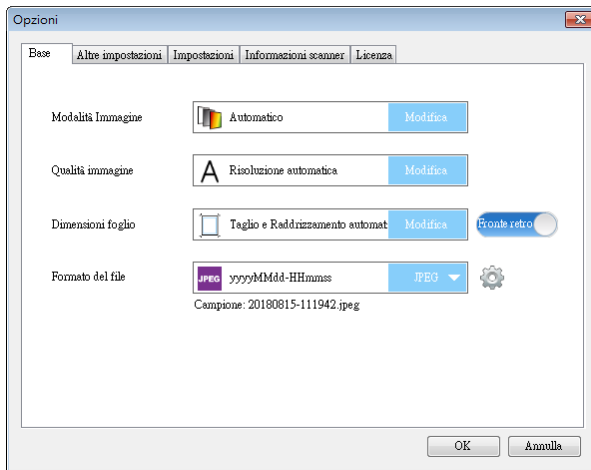 Opzioni
Base Altre impostazioni Impostazioni Informazioni scanner Licenza
Modalità Immagine Automatico Modifica
Qualità immagine A Risoluzione automatica Modifica
Dimensioni foglio Taglio e Raddrizzamento automat Modifica Fronte retro
Formato del file JPEG yyyyMMdd-HHmmss JPEG
Campione: 20180815-111942.jpeg
OK Annulla